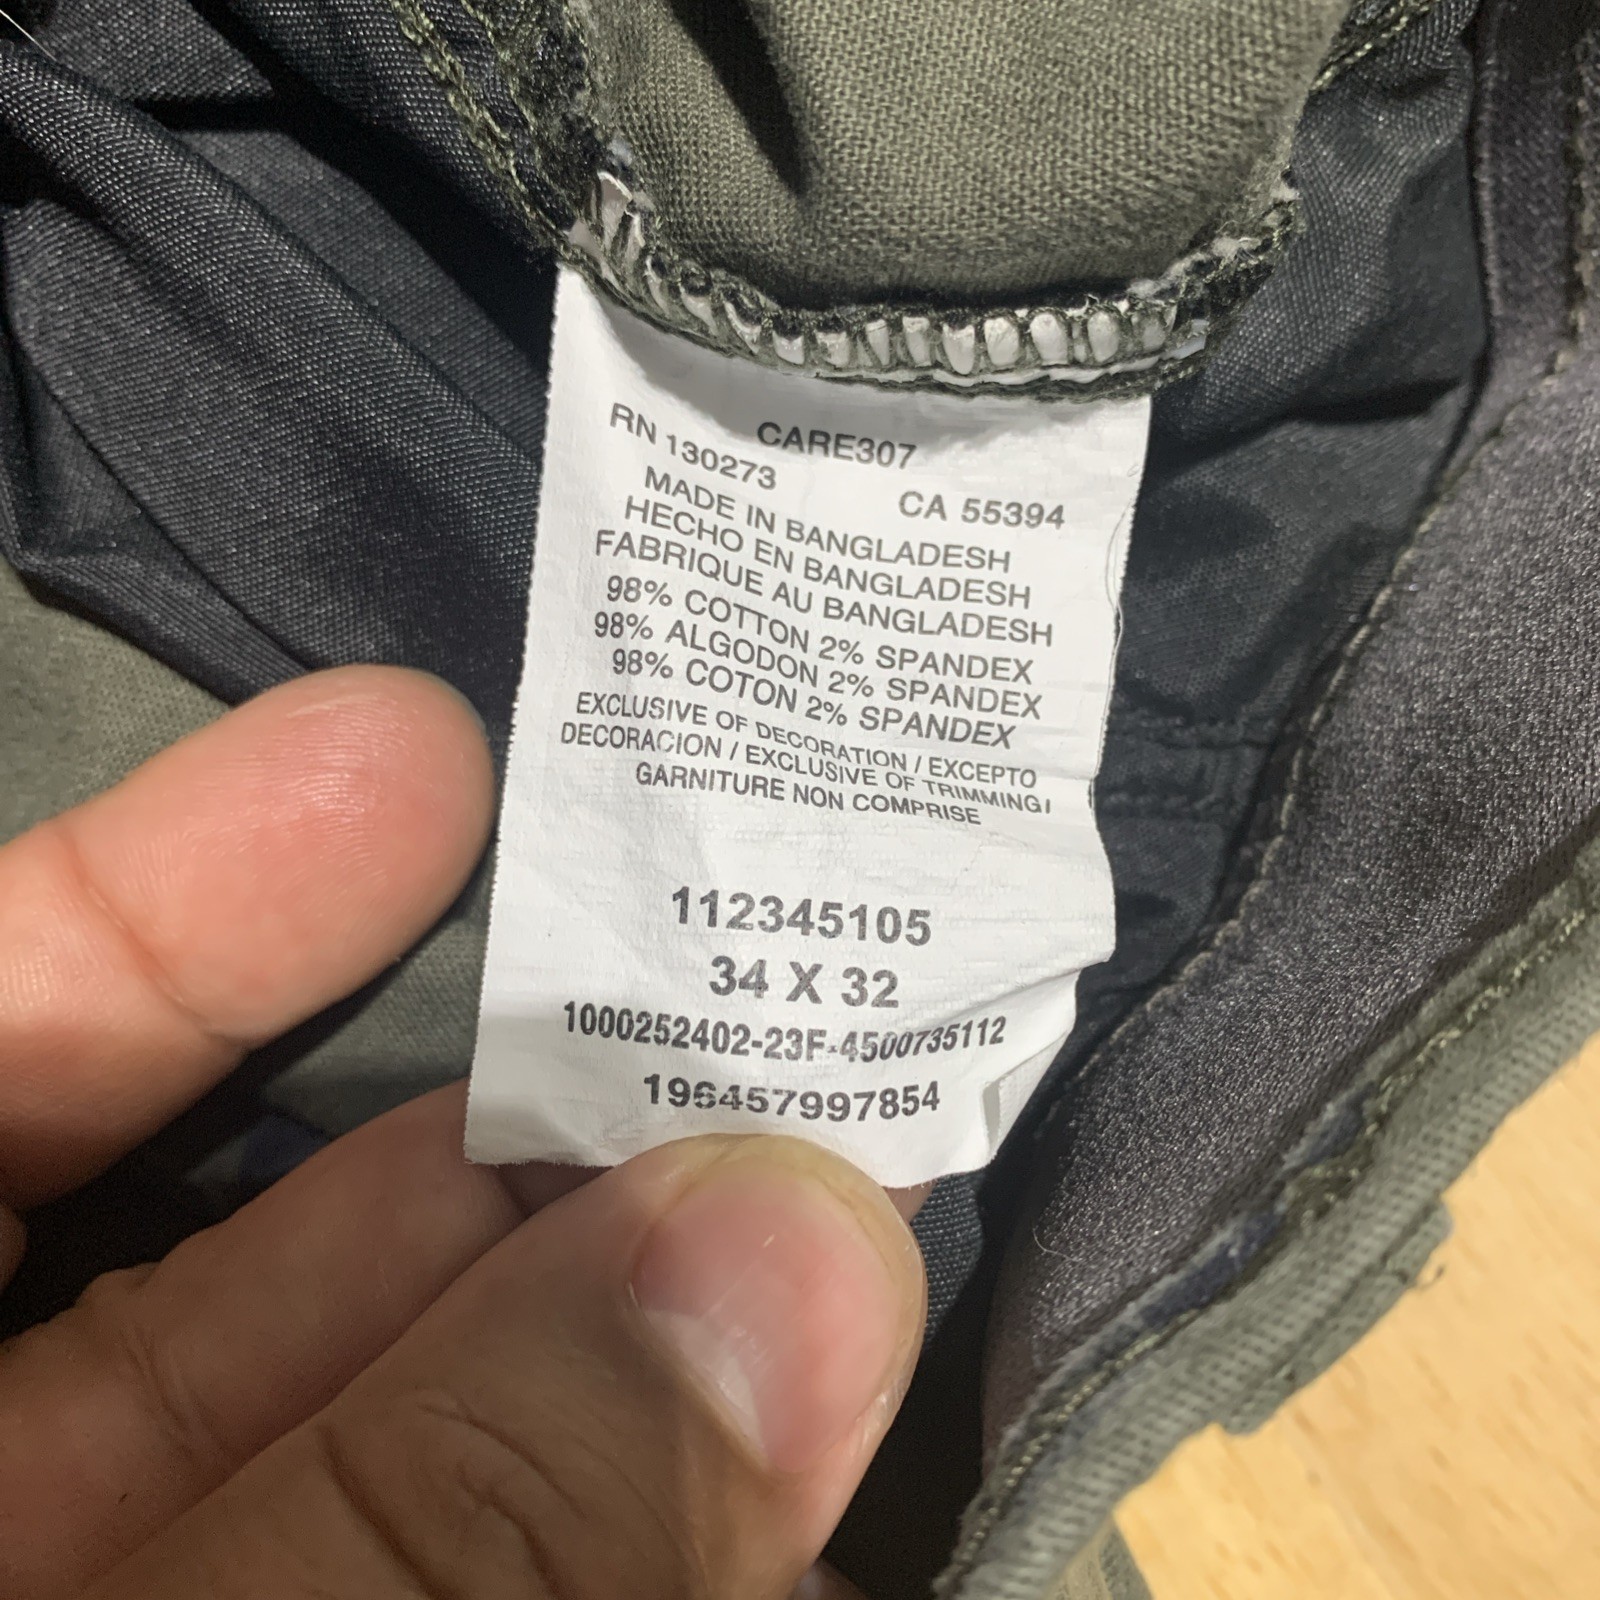 CARE307
RN 130273 CA 55394
MADE IN BANGLADESH
HECHO EN BANGLADESH
FABRIQUE AU BANGLADESH
98% COTTON 2% SPANDEX
98% ALGODON 2% SPANDEX
98% COTON 2% SPANDEX
EXCLUSIVE OF DECORATION / EXCEPTO
DECORACION / EXCLUSIVE OF TRIMMING/
GARNITURE NON COMPRISE
112345105
34 X 32
1000252402-23F-4500735112
196457997854